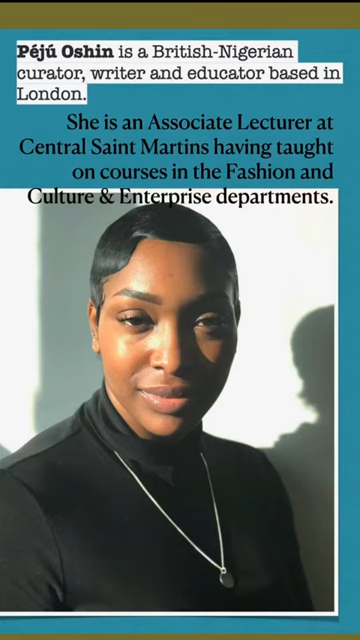 Péjú Oshin is a British-Nigerian
curator, writer and educator based in
London.
She is an Associate Lecturer at
Central Saint Martins having taught
on courses in the Fashion and
Culture & Enterprise departments.